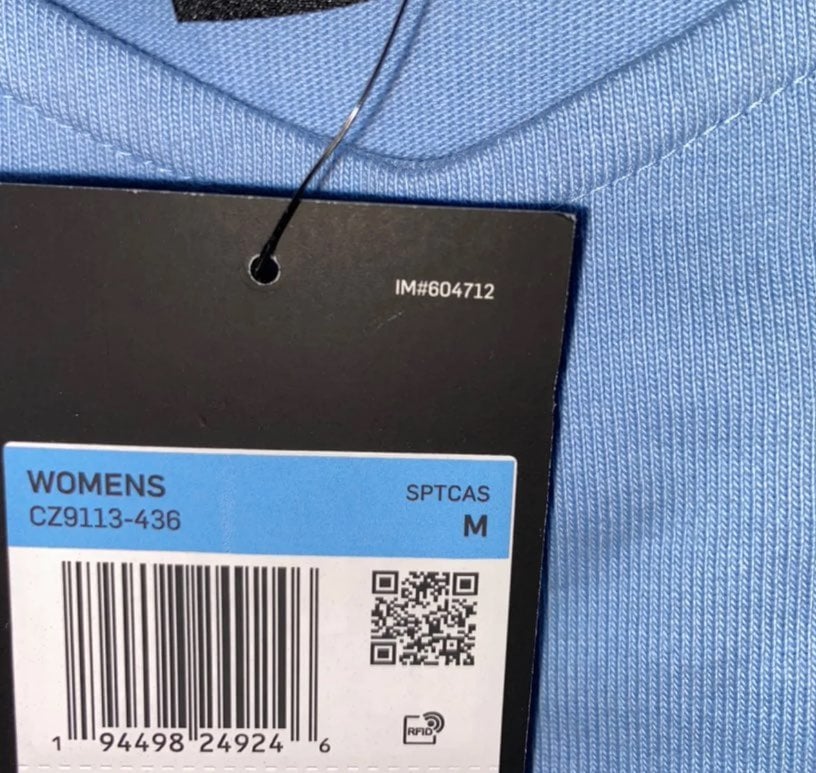 IM#604712
WOMENS
SPTCAS
CZ9113-436
M
RFID
1 94498 24924 6